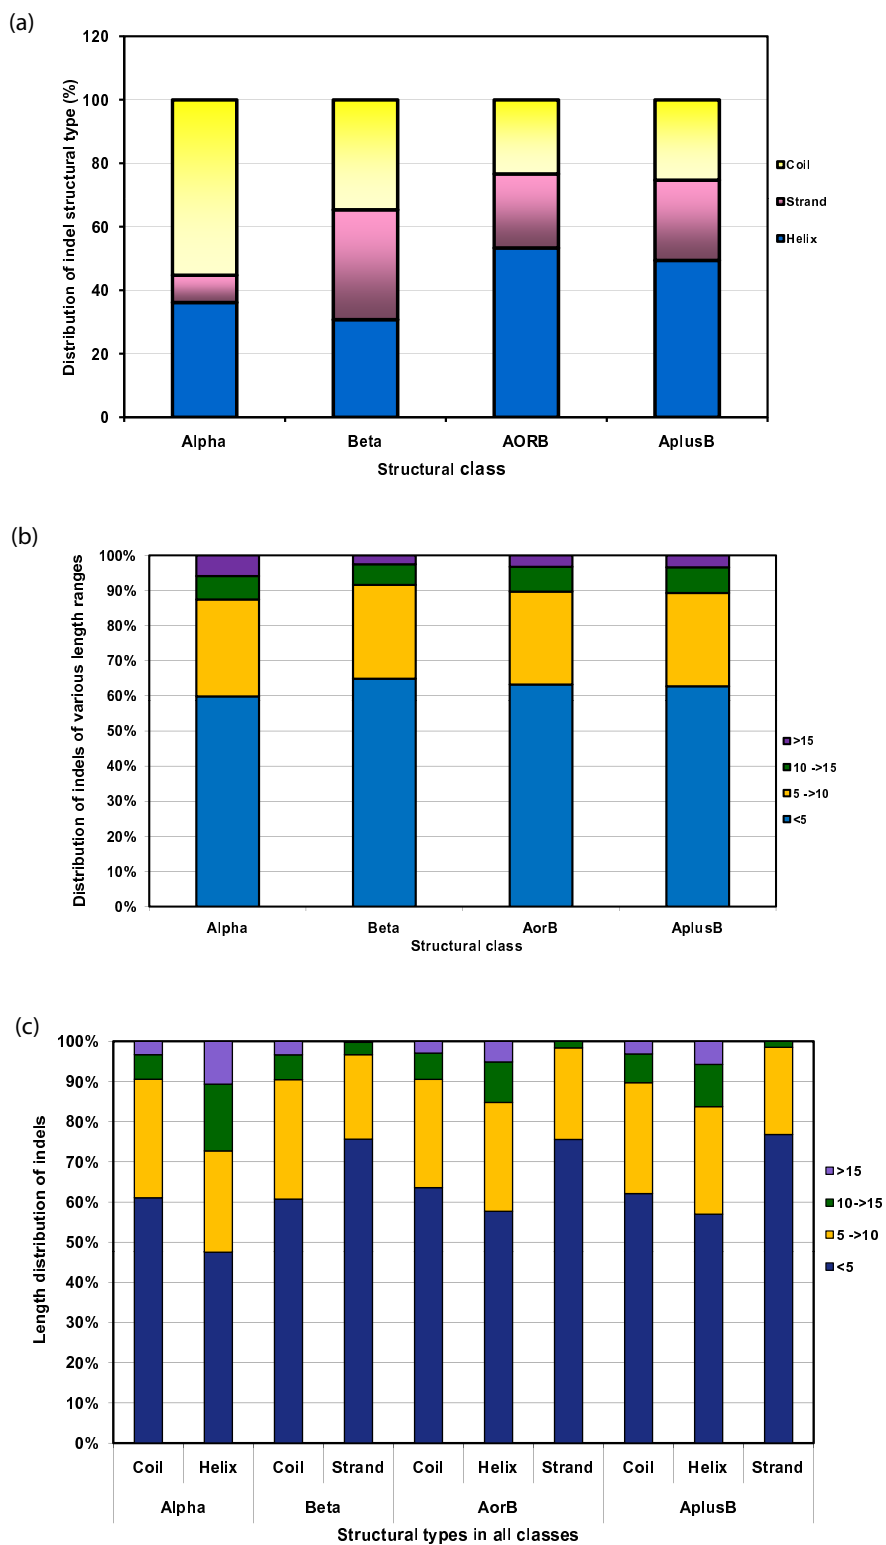 (a)
120
100
80
60
40
20
0
Distribution of indel structural type (%)
Alpha Beta AORB AplusB
Structural class
Coil
Strand
Helix
(b)
100%
90%
80%
70%
60%
50%
40%
30%
20%
10%
0%
Distribution of indels of various length ranges
Alpha Beta AorB AplusB
Structural class
>15
10 ->15
5 ->10
<5
(c)
100%
90%
80%
70%
60%
50%
40%
30%
20%
10%
0%
Length distribution of indels
Coil Helix Coil Strand Coil Helix Strand Coil Helix Strand
Alpha Beta AorB AplusB
Structural types in all classes
>15
10->15
5 ->10
<5